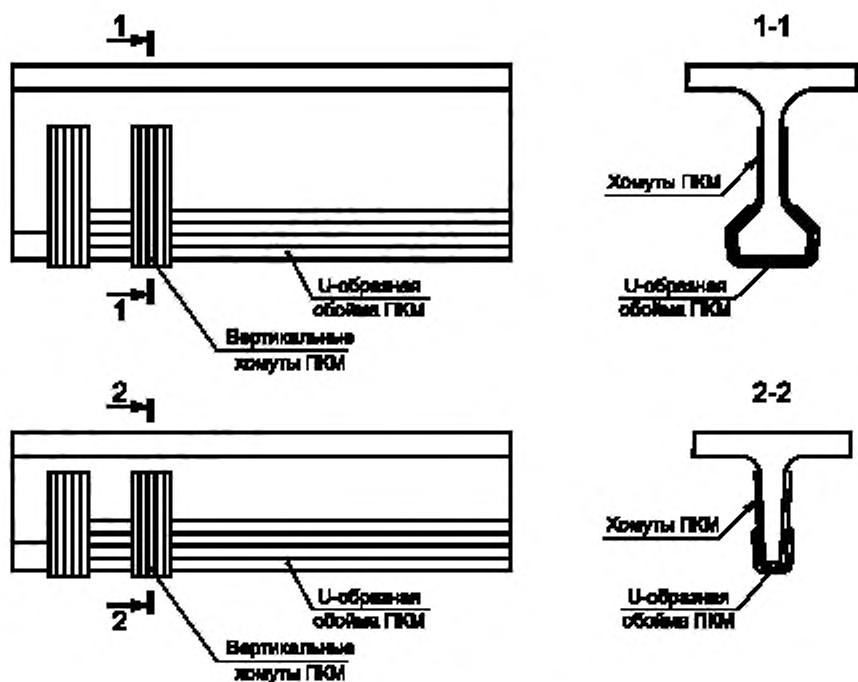 1
1-1
Хомуты ПКМ
U-образная
обойма ПКМ
1
U-образная
обойма ПКМ
Вертикальные
хомуты ПКМ
2
2-2
Хомуты ПКМ
U-образная
обойма ПКМ
2
U-образная
обойма ПКМ
Вертикальные
хомуты ПКМ